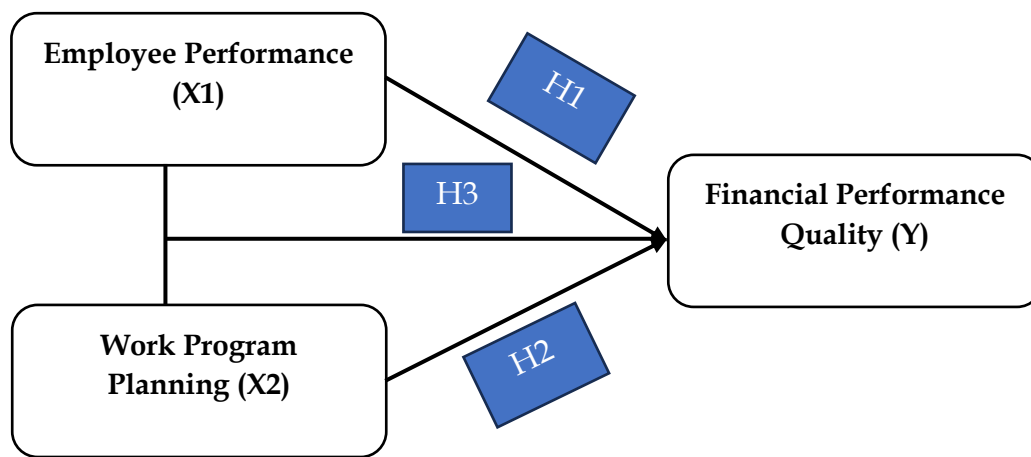 Employee Performance
(X1)
H1
H3
Financial Performance
Quality (Y)
Work Program
Planning (X2)
H2